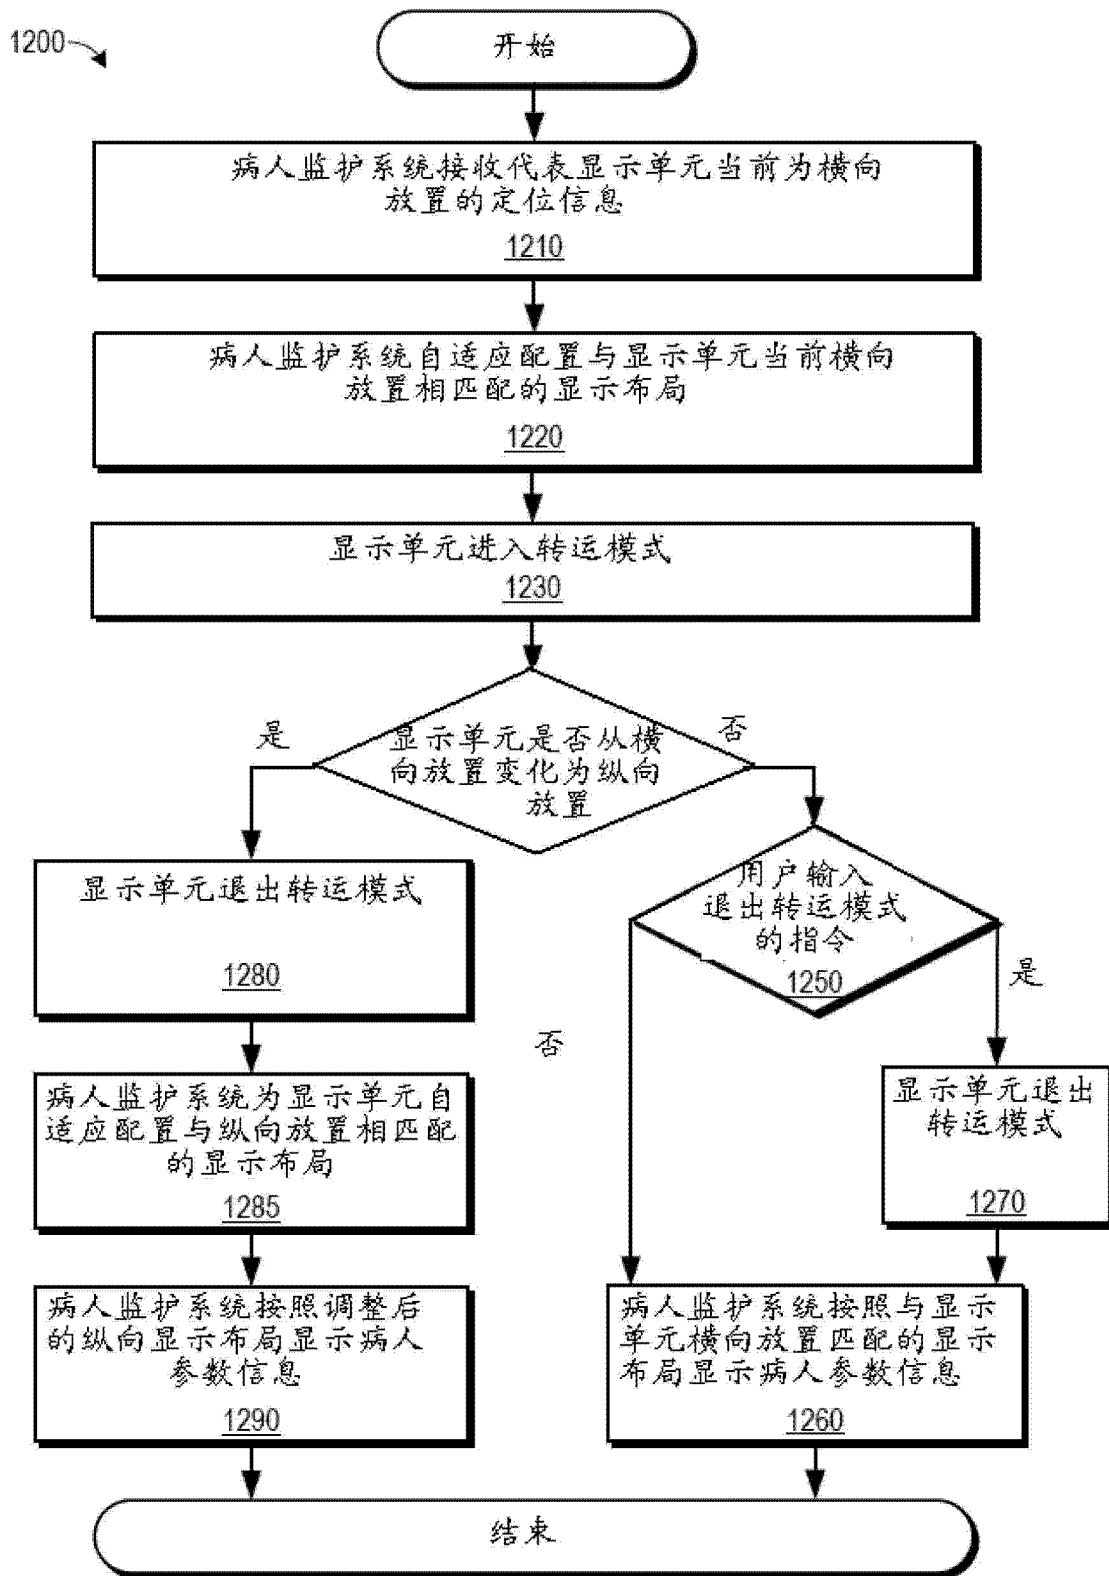 1200
开始
病人监护系统接收代表显示单元当前为横向
放置的定位信息
1210
病人监护系统自适应配置与显示单元当前横向
放置相匹配的显示布局
1220
显示单元进入转运模式
1230
显示单元是否从横
向放置变化为纵向
放置
是
否
用户输入
退出转运模式
的指令
1250
是
否
显示单元退出转运模式
1280
病人监护系统为显示单元自
适应配置与纵向放置相匹配
的显示布局
1285
病人监护系统按照调整后
的纵向显示布局显示病人
参数信息
1290
显示单元退出
转运模式
1270
病人监护系统按照与显示
单元横向放置匹配的显示
布局显示病人参数信息
1260
结束